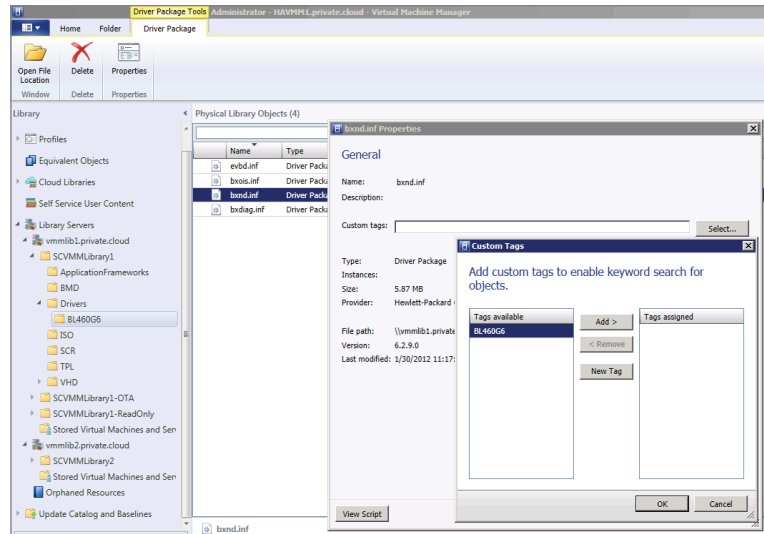 Driver Package Tools Administrator - HAVMM1.private.cloud - Virtual Machine Manager
Home Folder Driver Package
Open File Location
Delete
Properties
Window Delete Properties
Library
Profiles
Equivalent Objects
Cloud Libraries
Self Service User Content
Library Servers
vmmlib1.private.cloud
SCVMMLibrary1
ApplicationFrameworks
BMD
Drivers
BL460G6
ISO
SCR
TPL
VHD
SCVMMLibrary1-OTA
SCVMMLibrary1-ReadOnly
Stored Virtual Machines and Serv
vmmlib2.private.cloud
SCVMMLibrary2
Stored Virtual Machines and Serv
Orphaned Resources
Update Catalog and Baselines
Physical Library Objects (4)
Name Type
evbd.inf Driver Packa
bxois.inf Driver Packa
bxnd.inf Driver Packa
bxdiag.inf Driver Packa
bxnd.inf
bxnd.inf Properties
General
Name: bxnd.inf
Description:
Custom tags: Select...
Type: Driver Package
Instances:
Size: 5.87 MB
Provider: Hewlett-Packard
File path: \\vmmlib1.private
Version: 6.2.9.0
Last modified: 1/30/2012 11:17:
View Script
Custom Tags
Add custom tags to enable keyword search for
objects.
Tags available
BL460G6
Add >
< Remove
New Tag
Tags assigned
OK Cancel